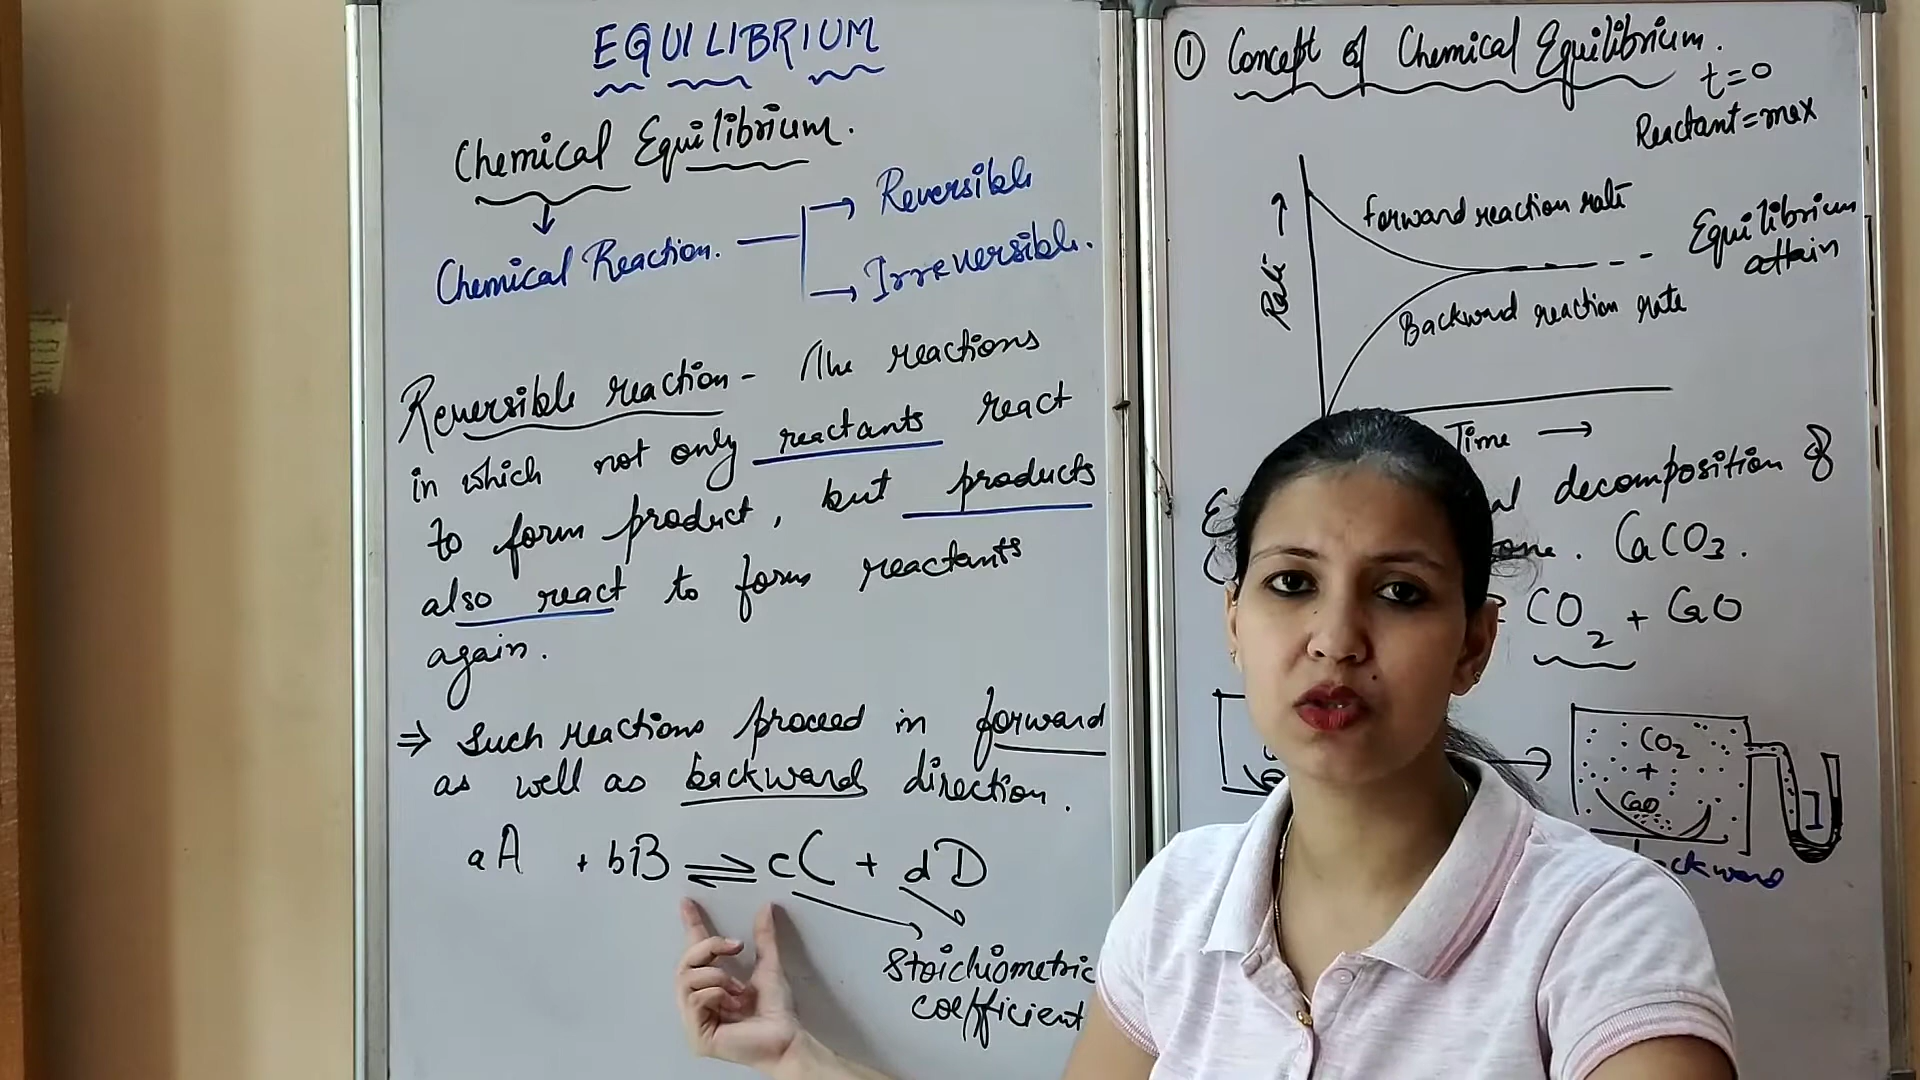 EQUILIBRIUM
Chemical Equilibrium.
Chemical Reaction.
Reversible
Irreversible.
Reversible reaction - The reactions
in which not only reactants react
to form product, but products
also react to form reactants
again.
⇒ Such reactions proceed in forward
as well as backward direction.
aA + bB ⇌ cC + dD
Stoichiometric
coefficient
① Concept of Chemical Equilibrium.
t=0
Reactant=max
Rate →
forward reaction rate
Equilibrium
attain
Backward reaction rate
Time →
decomposition of
CaCO3.
CO2 + CaO
CO2
+
CaO